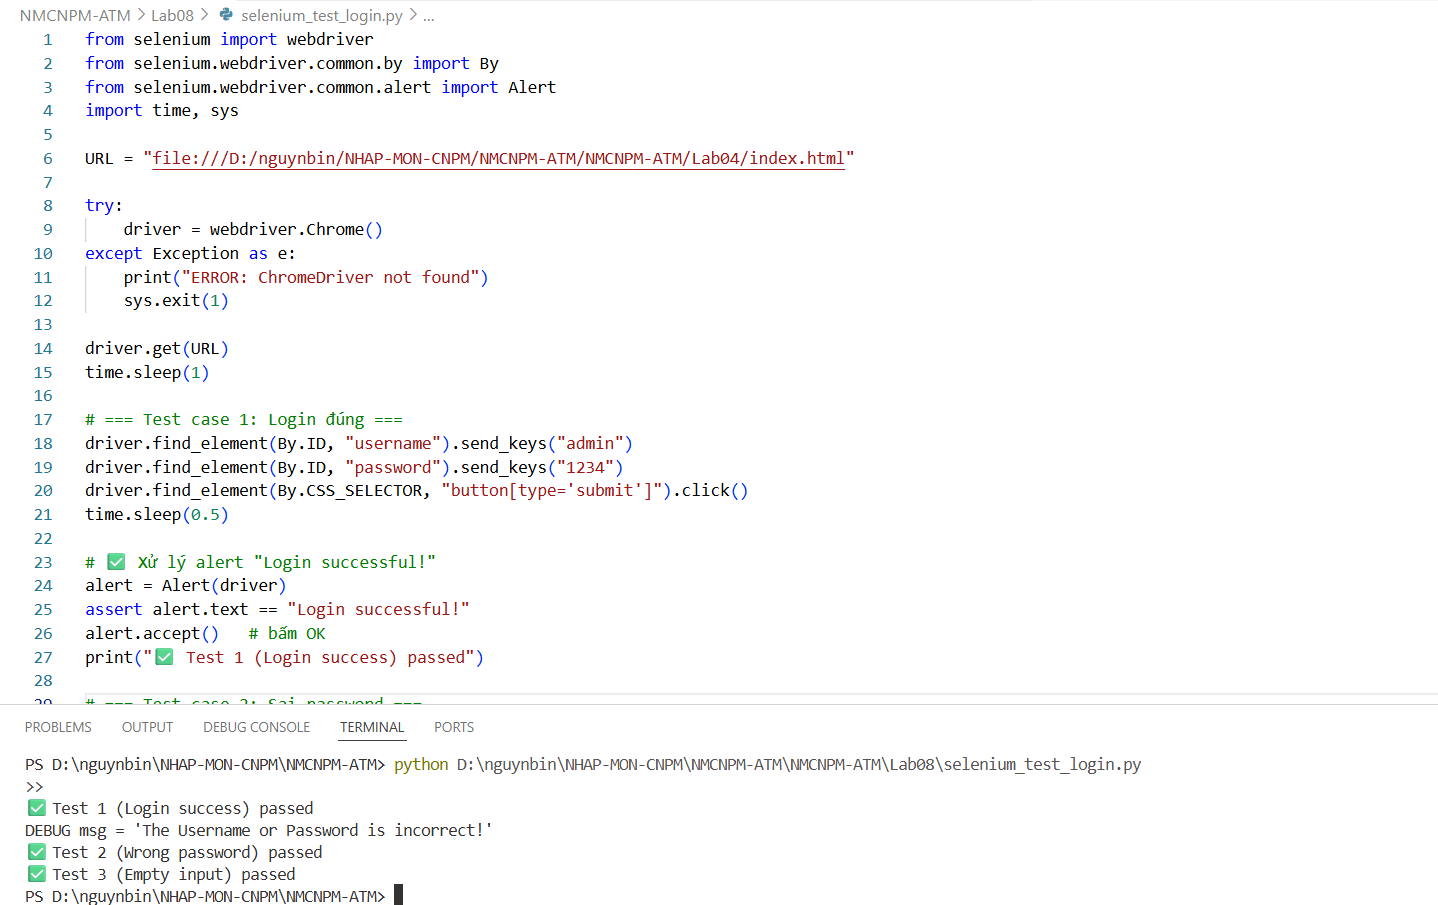 NMCNPM-ATM > Lab08 > selenium_test_login.py > ...
1 from selenium import webdriver
2 from selenium.webdriver.common.by import By
3 from selenium.webdriver.common.alert import Alert
4 import time, sys
5
6 URL = "file:///D:/nguynbin/NHAP-MON-CNPM/NMCNPM-ATM/NMCNPM-ATM/Lab04/index.html"
7
8 try:
9     driver = webdriver.Chrome()
10 except Exception as e:
11     print("ERROR: ChromeDriver not found")
12     sys.exit(1)
13
14 driver.get(URL)
15 time.sleep(1)
16
17 # === Test case 1: Login đúng ===
18 driver.find_element(By.ID, "username").send_keys("admin")
19 driver.find_element(By.ID, "password").send_keys("1234")
20 driver.find_element(By.CSS_SELECTOR, "button[type='submit']").click()
21 time.sleep(0.5)
22
23 # ✅ Xử lý alert "Login successful!"
24 alert = Alert(driver)
25 assert alert.text == "Login successful!"
26 alert.accept()   # bấm OK
27 print("✅ Test 1 (Login success) passed")
28
29 # === Test case 2: Sai password ===
PROBLEMS OUTPUT DEBUG CONSOLE TERMINAL PORTS
PS D:\nguynbin\NHAP-MON-CNPM\NMCNPM-ATM> python D:\nguynbin\NHAP-MON-CNPM\NMCNPM-ATM\NMCNPM-ATM\Lab08\selenium_test_login.py
>>
✅ Test 1 (Login success) passed
DEBUG msg = 'The Username or Password is incorrect!'
✅ Test 2 (Wrong password) passed
✅ Test 3 (Empty input) passed
PS D:\nguynbin\NHAP-MON-CNPM\NMCNPM-ATM>